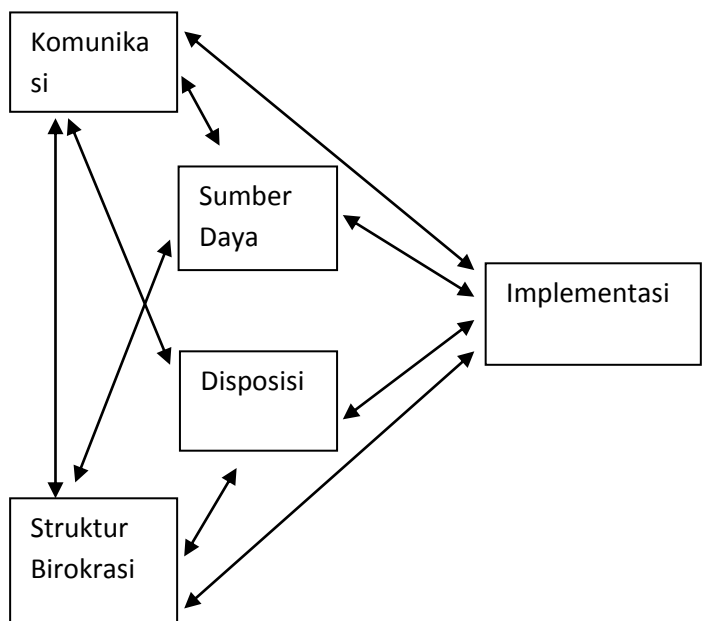 Komunika
si
Sumber
Daya
Implementasi
Disposisi
Struktur
Birokrasi